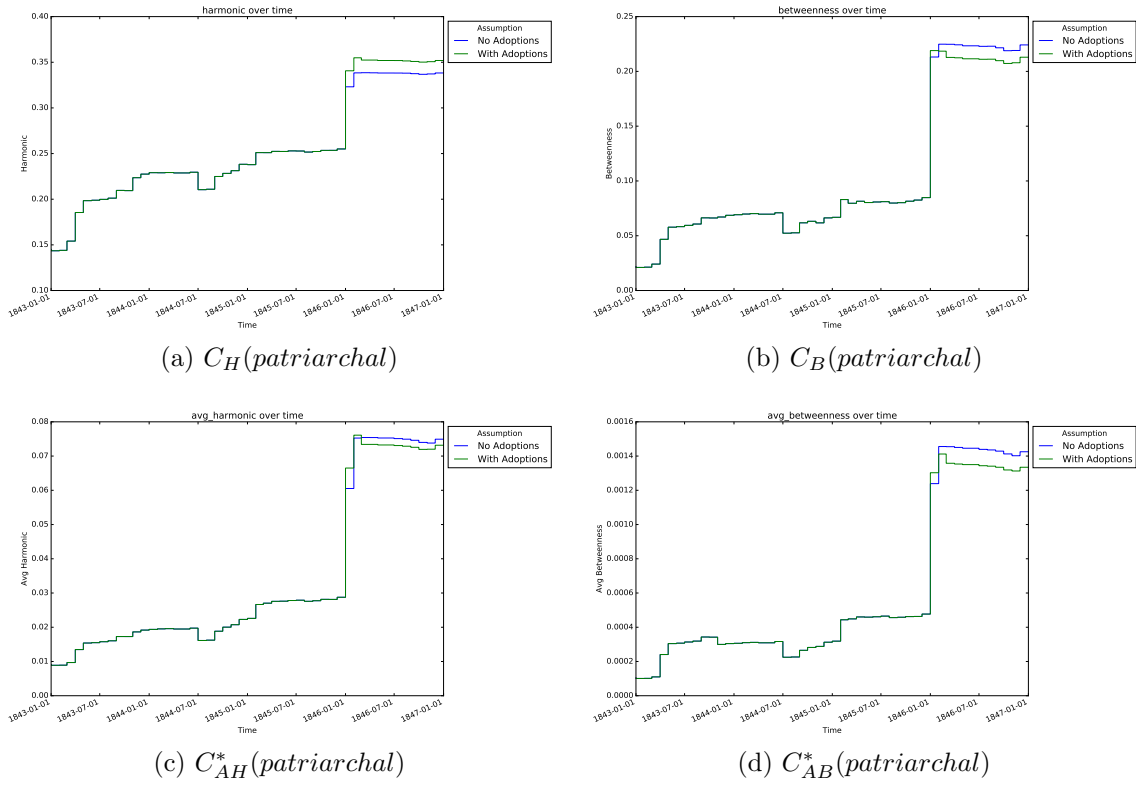 harmonic over time
0.40
0.35
0.30
0.25
0.20
0.15
0.10
Harmonic
1843-01-01
1843-07-01
1844-01-01
1844-07-01
1845-01-01
1845-07-01
1846-01-01
1846-07-01
1847-01-01
Time
Assumption
No Adoptions
With Adoptions
(a) C_H(patriarchal)
betweenness over time
0.25
0.20
0.15
0.10
0.05
0.00
Betweenness
1843-01-01
1843-07-01
1844-01-01
1844-07-01
1845-01-01
1845-07-01
1846-01-01
1846-07-01
1847-01-01
Time
Assumption
No Adoptions
With Adoptions
(b) C_B(patriarchal)
avg_harmonic over time
0.08
0.07
0.06
0.05
0.04
0.03
0.02
0.01
0.00
Avg Harmonic
1843-01-01
1843-07-01
1844-01-01
1844-07-01
1845-01-01
1845-07-01
1846-01-01
1846-07-01
1847-01-01
Time
Assumption
No Adoptions
With Adoptions
(c) C*_AH(patriarchal)
avg_betweenness over time
0.0016
0.0014
0.0012
0.0010
0.0008
0.0006
0.0004
0.0002
0.0000
Avg Betweenness
1843-01-01
1843-07-01
1844-01-01
1844-07-01
1845-01-01
1845-07-01
1846-01-01
1846-07-01
1847-01-01
Time
Assumption
No Adoptions
With Adoptions
(d) C*_AB(patriarchal)